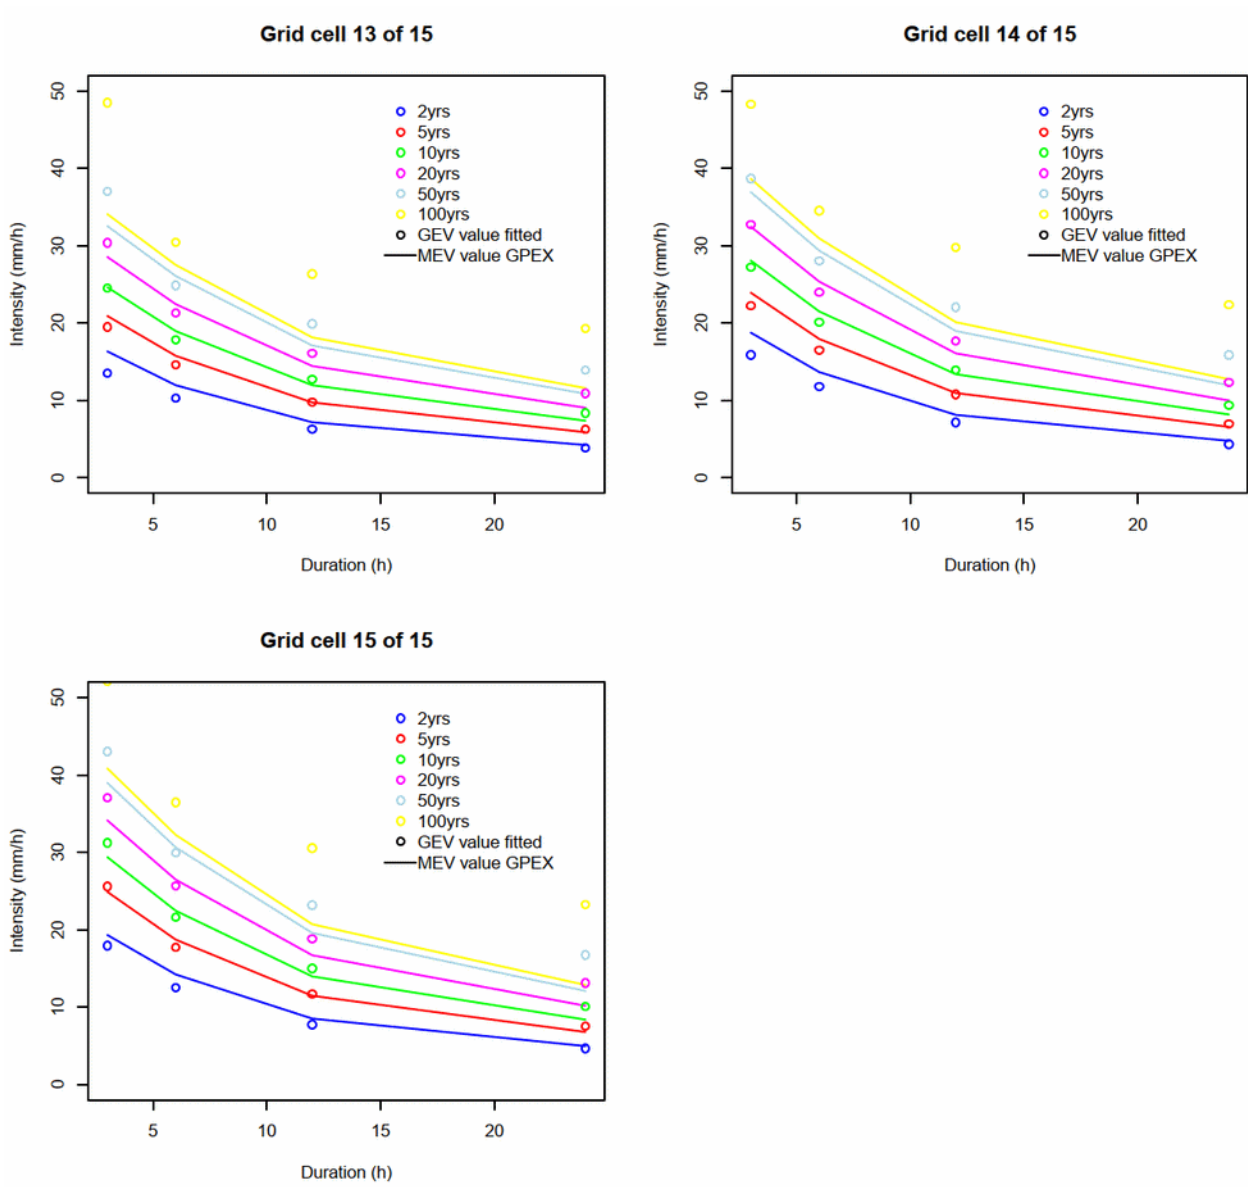 Grid cell 13 of 15
50
40
30
20
10
0
Intensity (mm/h)
2yrs
5yrs
10yrs
20yrs
50yrs
100yrs
GEV value fitted
MEV value GPEX
5 10 15 20
Duration (h)
Grid cell 14 of 15
50
40
30
20
10
0
Intensity (mm/h)
2yrs
5yrs
10yrs
20yrs
50yrs
100yrs
GEV value fitted
MEV value GPEX
5 10 15 20
Duration (h)
Grid cell 15 of 15
50
40
30
20
10
0
Intensity (mm/h)
2yrs
5yrs
10yrs
20yrs
50yrs
100yrs
GEV value fitted
MEV value GPEX
5 10 15 20
Duration (h)